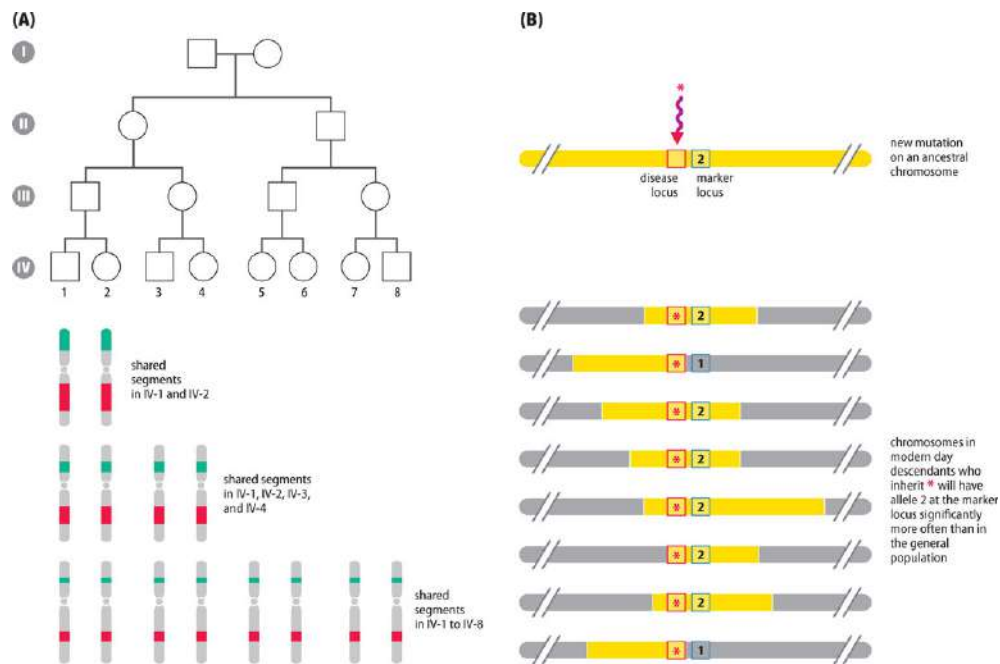 (A)
I
II
III
IV
1 2 3 4 5 6 7 8
shared
segments
in IV-1 and IV-2
shared segments
in IV-1, IV-2, IV-3,
and IV-4
shared
segments
in IV-1 to IV-8
(B)
*
2
disease
locus
marker
locus
new mutation
on an ancestral
chromosome
* 2
* 1
* 2
* 2
* 2
* 2
* 2
* 1
chromosomes in
modern day
descendants who
inherit * will have
allele 2 at the marker
locus significantly
more often than in
the general
population